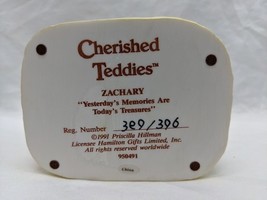 Cherished
Teddies™
ZACHARY
"Yesterday's Memories Are
Today's Treasures"
Reg. Number 3E9/396
©1991 Priscilla Hillman
Licensee Hamilton Gifts Limited, Inc.
All rights reserved worldwide
950491